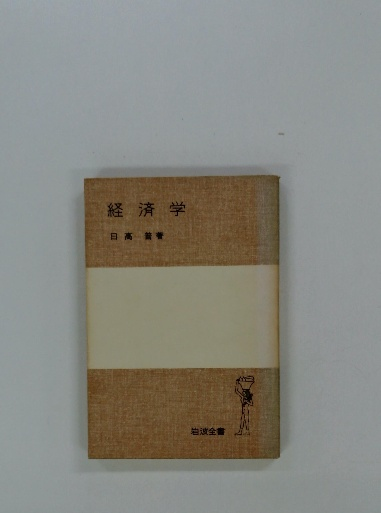 経済学
日高 普著
岩波全書